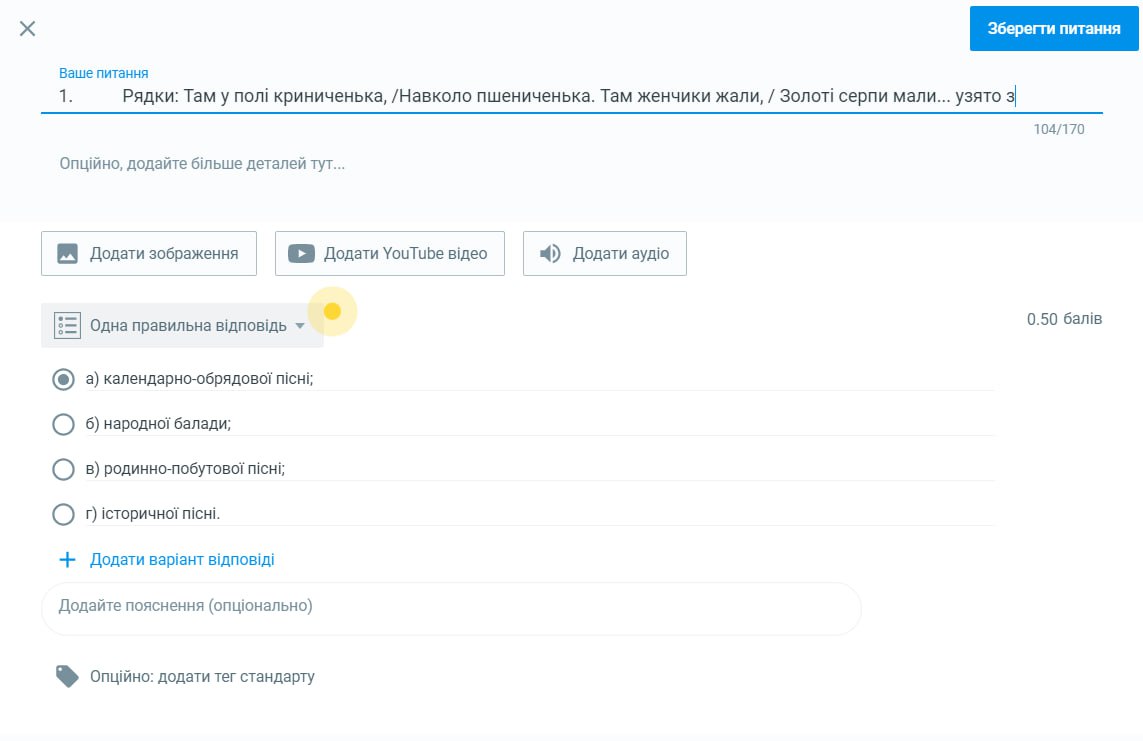 Зберегти питання
Ваше питання
1. Рядки: Там у полі криниченька, /Навколо пшениченька. Там женчики жали, / Золоті серпи мали... узято з
104/170
Опційно, додайте більше деталей тут...
Додати зображення Додати YouTube відео Додати аудіо
Одна правильна відповідь 0.50 балів
а) календарно-обрядової пісні;
б) народної балади;
в) родинно-побутової пісні;
г) історичної пісні.
Додати варіант відповіді
Додайте пояснення (опціонально)
Опційно: додати тег стандарту